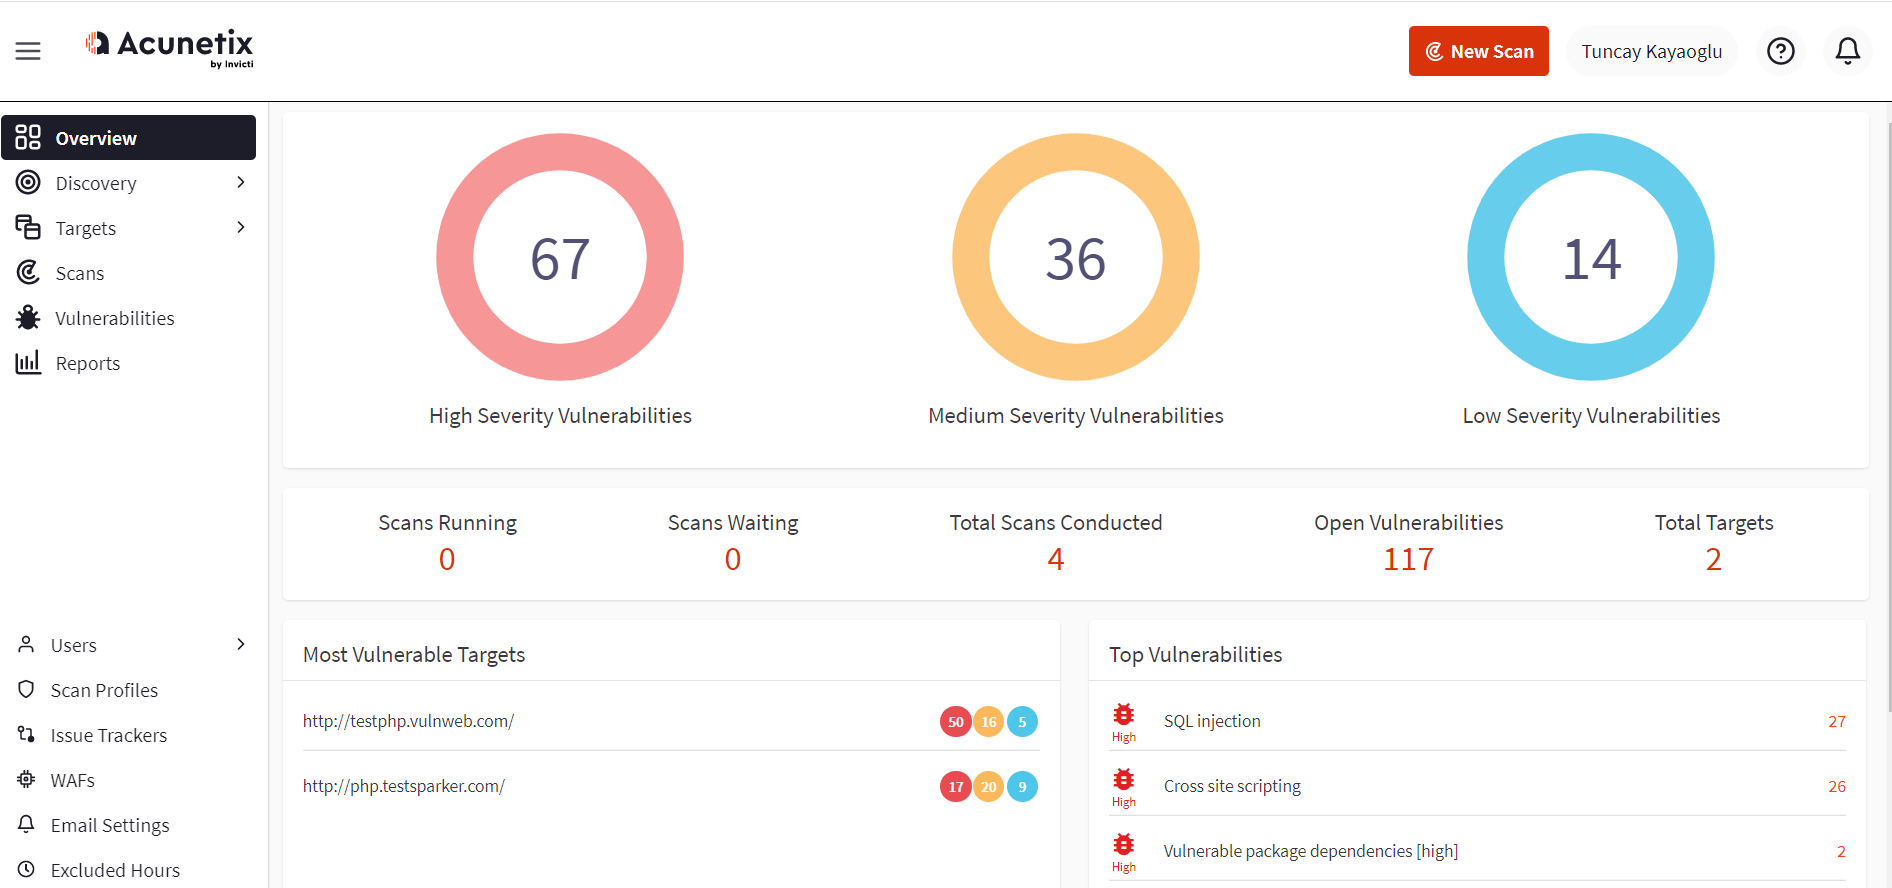 Acunetix
by Invicti
New Scan
Tuncay Kayaoglu
Overview
Discovery
Targets
Scans
Vulnerabilities
Reports
Users
Scan Profiles
Issue Trackers
WAFs
Email Settings
Excluded Hours
67
High Severity Vulnerabilities
36
Medium Severity Vulnerabilities
14
Low Severity Vulnerabilities
Scans Running
0
Scans Waiting
0
Total Scans Conducted
4
Open Vulnerabilities
117
Total Targets
2
Most Vulnerable Targets
http://testphp.vulnweb.com/ 50 16 5
http://php.testsparker.com/ 17 20 9
Top Vulnerabilities
High SQL injection 27
High Cross site scripting 26
High Vulnerable package dependencies [high] 2